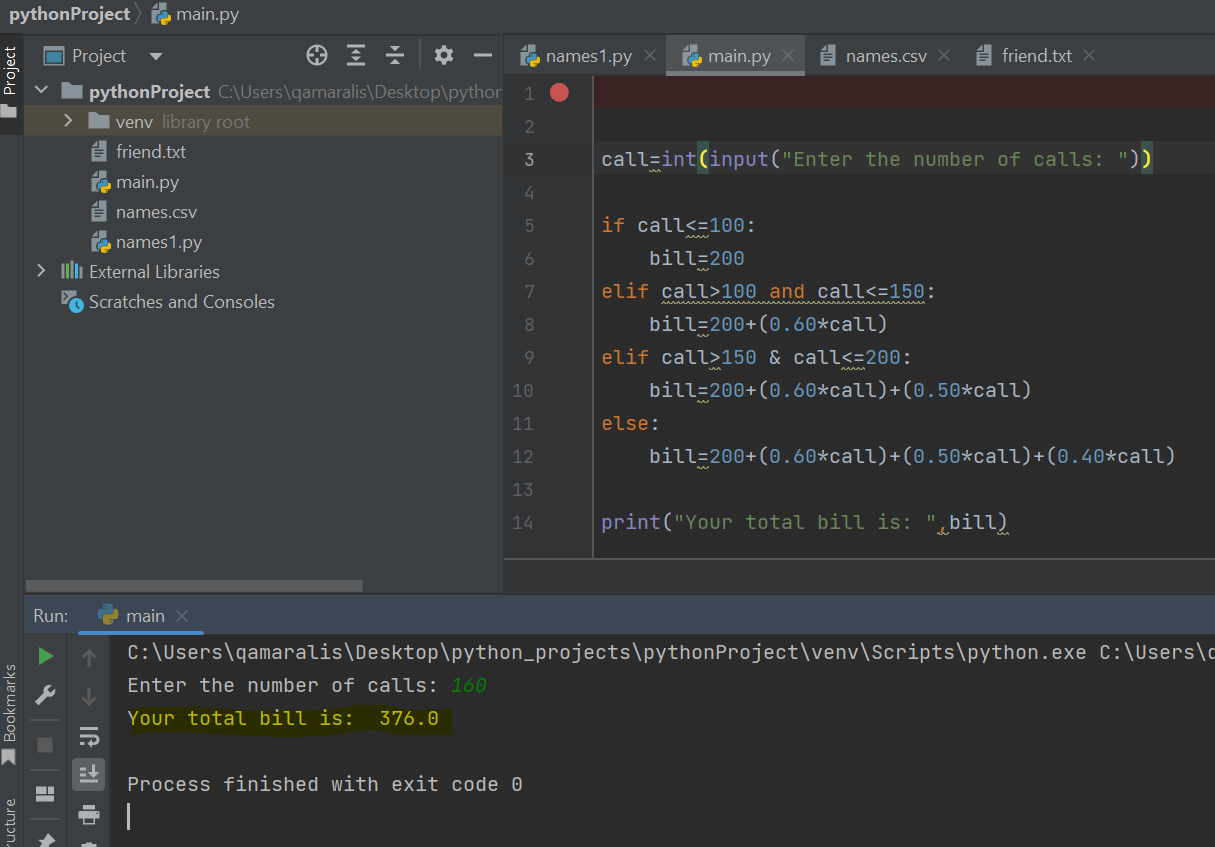 pythonProject main.py
Project
Project
names1.py
main.py
names.csv
friend.txt
pythonProject C:\Users\qamaralis\Desktop\python
venv library root
friend.txt
main.py
names.csv
names1.py
External Libraries
Scratches and Consoles
1
2
3 call=int(input("Enter the number of calls: "))
4
5 if call<=100:
6     bill=200
7 elif call>100 and call<=150:
8     bill=200+(0.60*call)
9 elif call>150 & call<=200:
10     bill=200+(0.60*call)+(0.50*call)
11 else:
12     bill=200+(0.60*call)+(0.50*call)+(0.40*call)
13
14 print("Your total bill is: ",bill)
Run: main
C:\Users\qamaralis\Desktop\python_projects\pythonProject\venv\Scripts\python.exe C:\Users\q
Enter the number of calls: 160
Your total bill is:  376.0
Process finished with exit code 0
Bookmarks
ructure